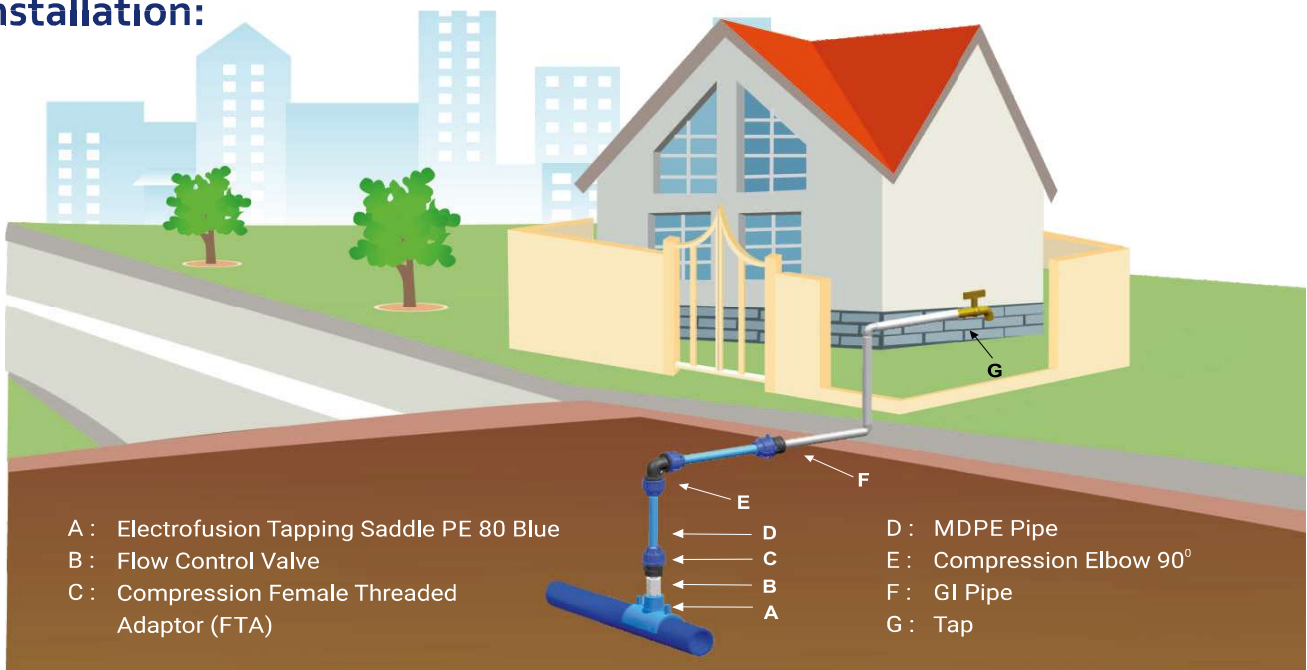 nstallation:
G
F
E
D
C
B
A
A : Electrofusion Tapping Saddle PE 80 Blue
B : Flow Control Valve
C : Compression Female Threaded
Adaptor (FTA)
D : MDPE Pipe
E : Compression Elbow 90⁰
F : GI Pipe
G : Tap